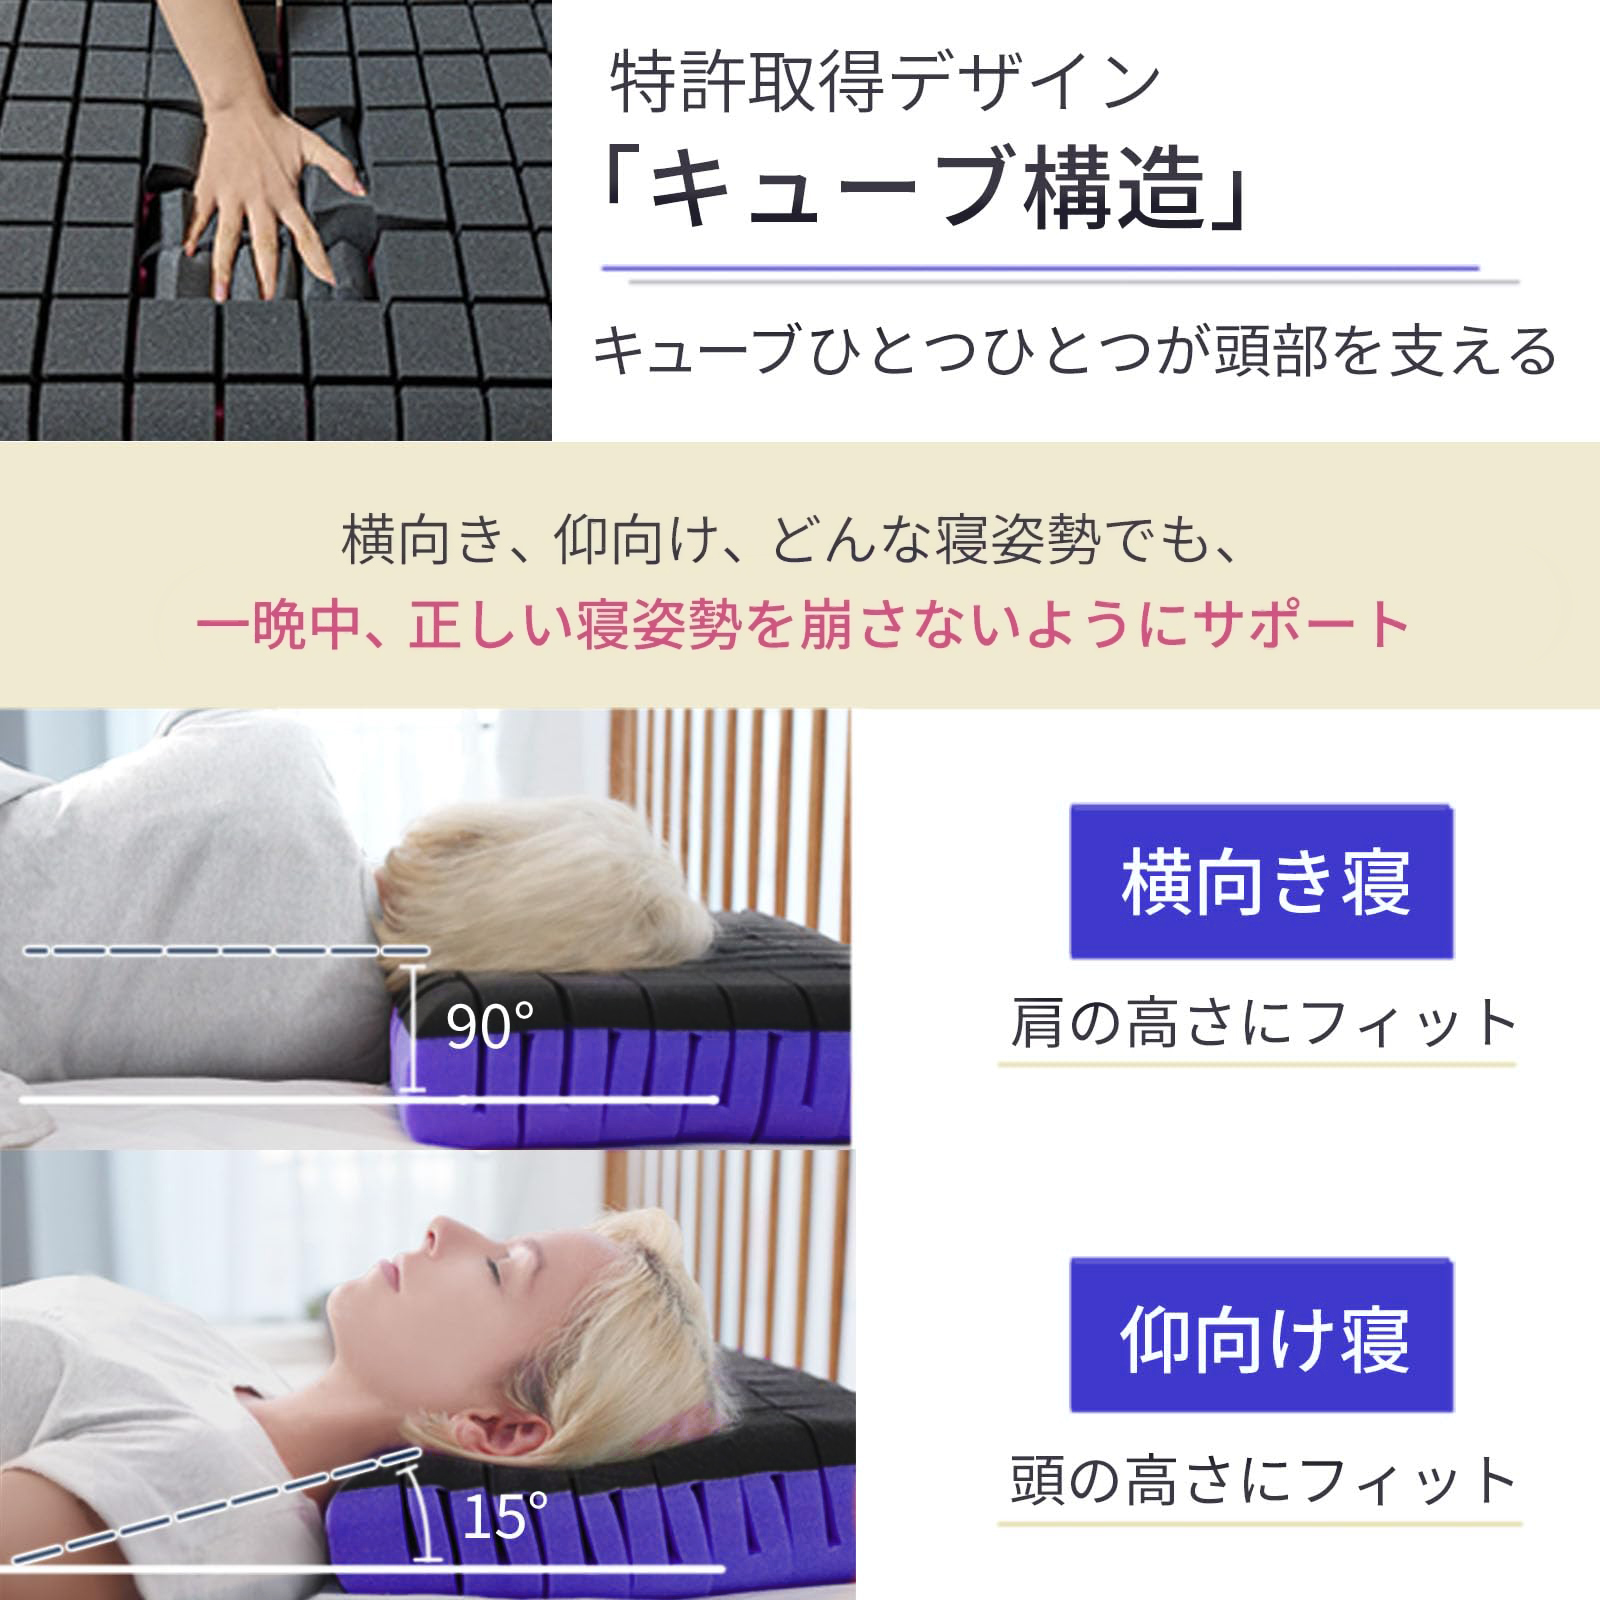 特許取得デザイン
「キューブ構造」
キューブひとつひとつが頭部を支える
横向き、仰向け、どんな寝姿勢でも、
一晩中、正しい寝姿勢を崩さないようにサポート
90°
横向き寝
肩の高さにフィット
15°
仰向け寝
頭の高さにフィット